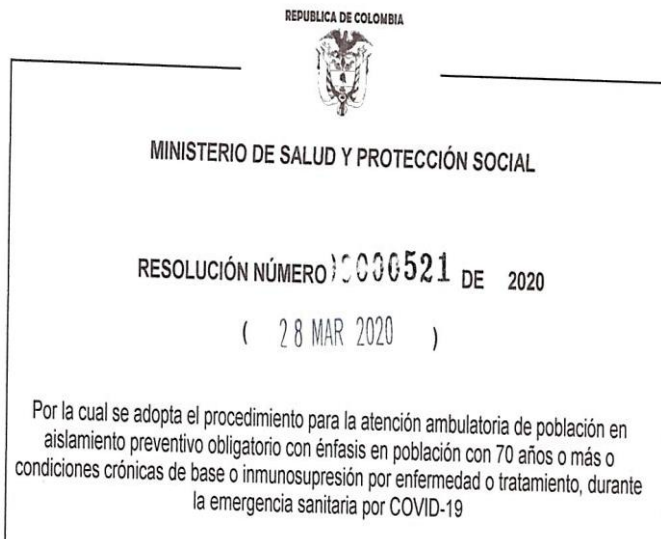 REPUBLICA DE COLOMBIA
MINISTERIO DE SALUD Y PROTECCIÓN SOCIAL
RESOLUCIÓN NÚMERO 0000521 DE 2020
( 28 MAR 2020 )
Por la cual se adopta el procedimiento para la atención ambulatoria de población en
aislamiento preventivo obligatorio con énfasis en población con 70 años o más o
condiciones crónicas de base o inmunosupresión por enfermedad o tratamiento, durante
la emergencia sanitaria por COVID-19